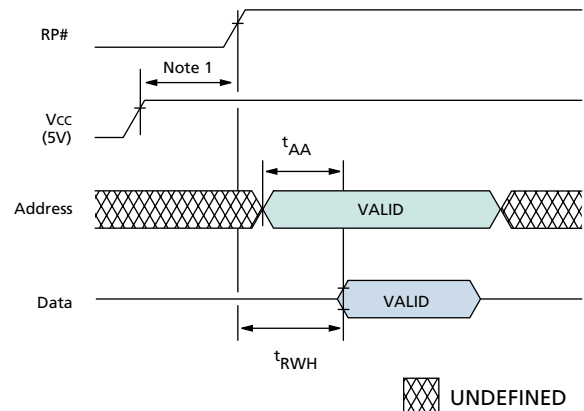 RP#
Note 1
VCC
(5V)
tAA
Address
VALID
Data
VALID
tRWH
UNDEFINED